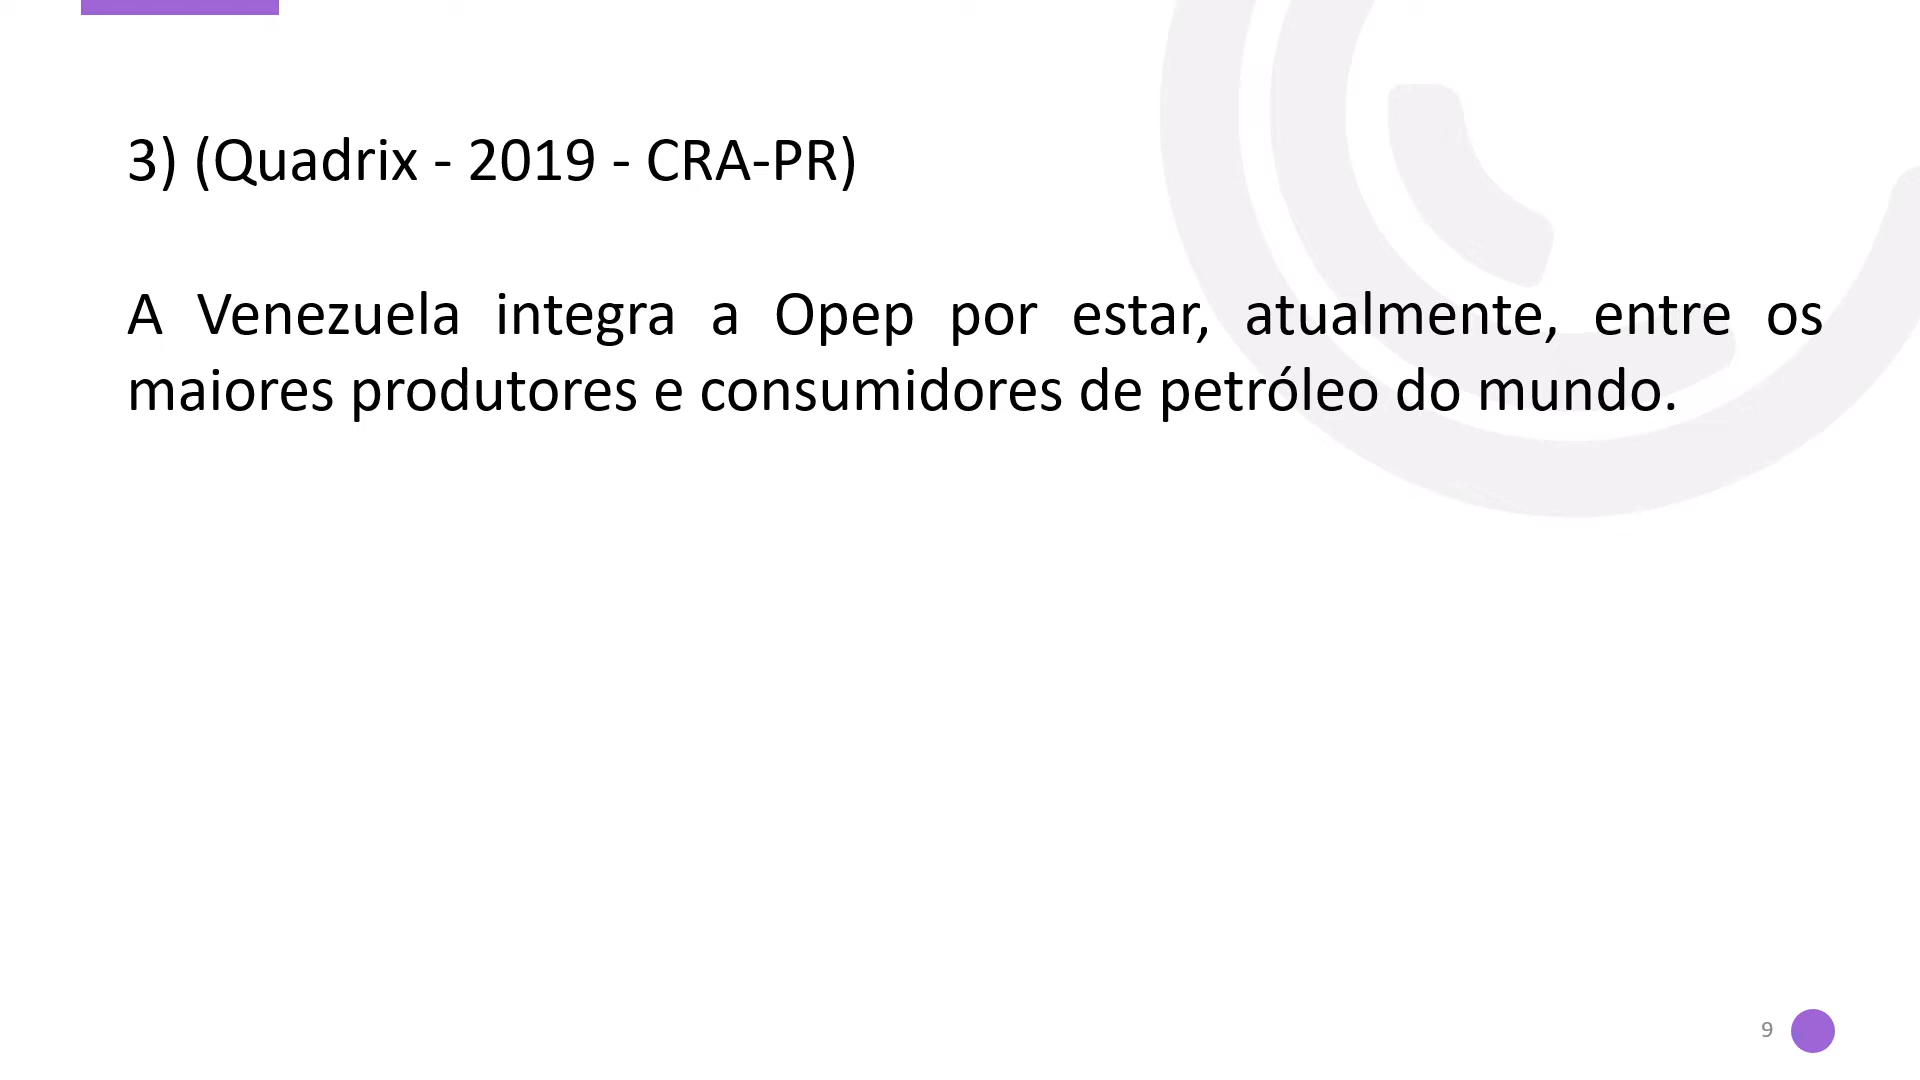 3) (Quadrix - 2019 - CRA-PR)
A Venezuela integra a Opep por estar, atualmente, entre os
maiores produtores e consumidores de petróleo do mundo.
9